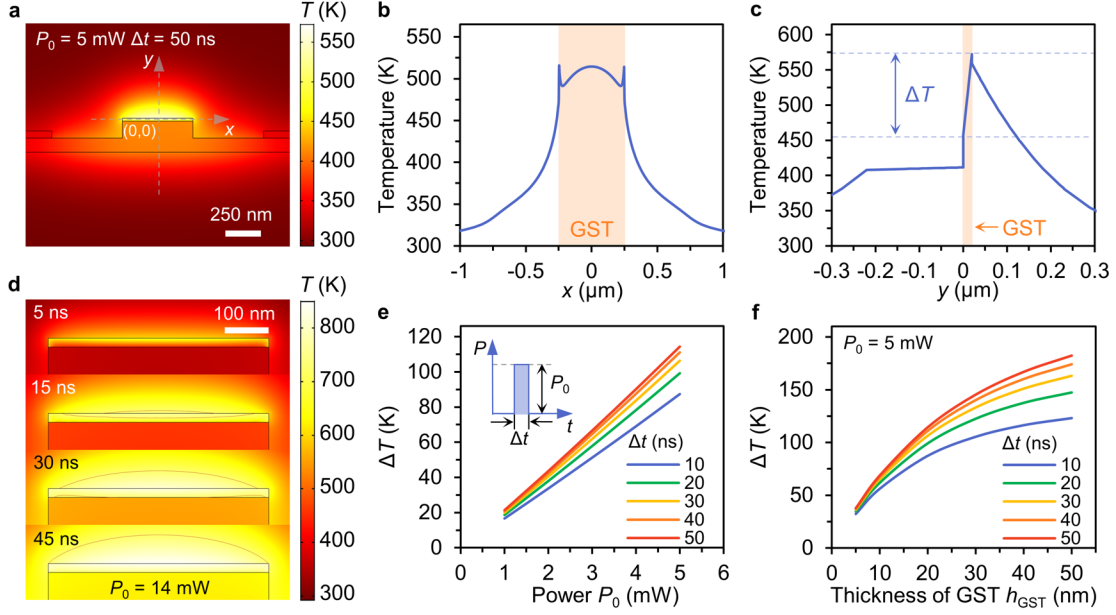 a
P₀ = 5 mW Δt = 50 ns
y
(0,0)
x
250 nm
T (K)
550
500
450
400
350
300
b
Temperature (K)
600
550
500
450
400
350
300
GST
-1
-0.5
0
0.5
1
x (µm)
c
Temperature (K)
600
550
500
450
400
350
300
ΔT
GST
-0.3
-0.2
-0.1
0
0.1
0.2
0.3
y (µm)
d
5 ns
100 nm
15 ns
30 ns
45 ns
P₀ = 14 mW
T (K)
800
700
600
500
400
300
e
ΔT (K)
120
100
80
60
40
20
0
P
P₀
Δt
t
Δt (ns)
10
20
30
40
50
0
1
2
3
4
5
6
Power P₀ (mW)
f
P₀ = 5 mW
ΔT (K)
200
150
100
50
0
Δt (ns)
10
20
30
40
50
0
10
20
30
40
50
60
Thickness of GST hGST (nm)